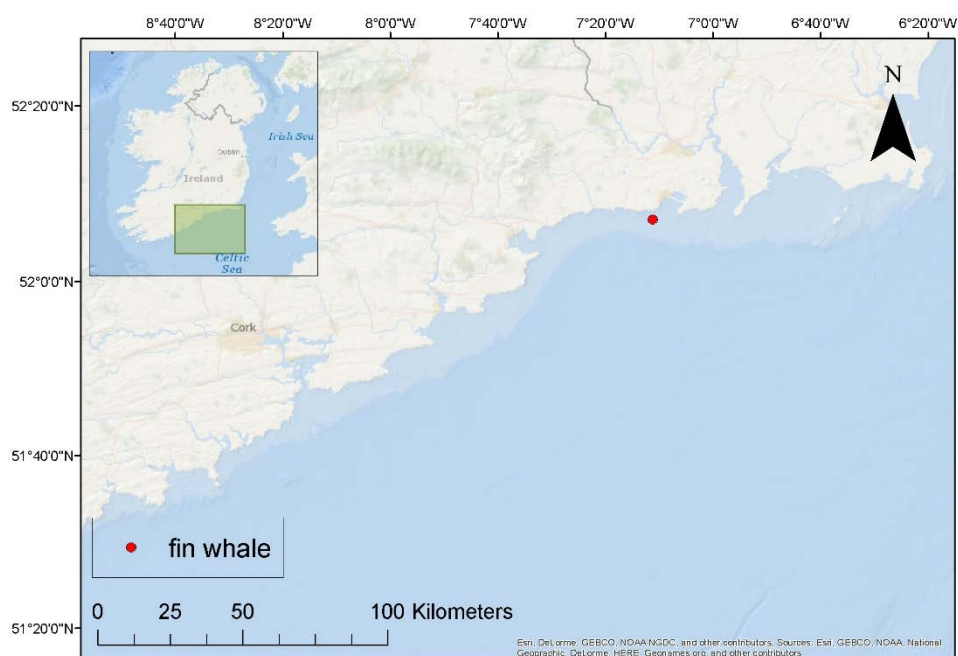 8°40'0"W 8°20'0"W 8°0'0"W 7°40'0"W 7°20'0"W 7°0'0"W 6°40'0"W 6°20'0"W
52°20'0"N
52°0'0"N
51°40'0"N
51°20'0"N
N
Irish Sea
Dublin
Ireland
Celtic
Sea
Cork
fin whale
0 25 50 100 Kilometers
Esri, DeLorme, GEBCO, NOAA NGDC, and other contributors, Sources: Esri, GEBCO, NOAA, National
Geographic, DeLorme, HERE, Geonames.org, and other contributors